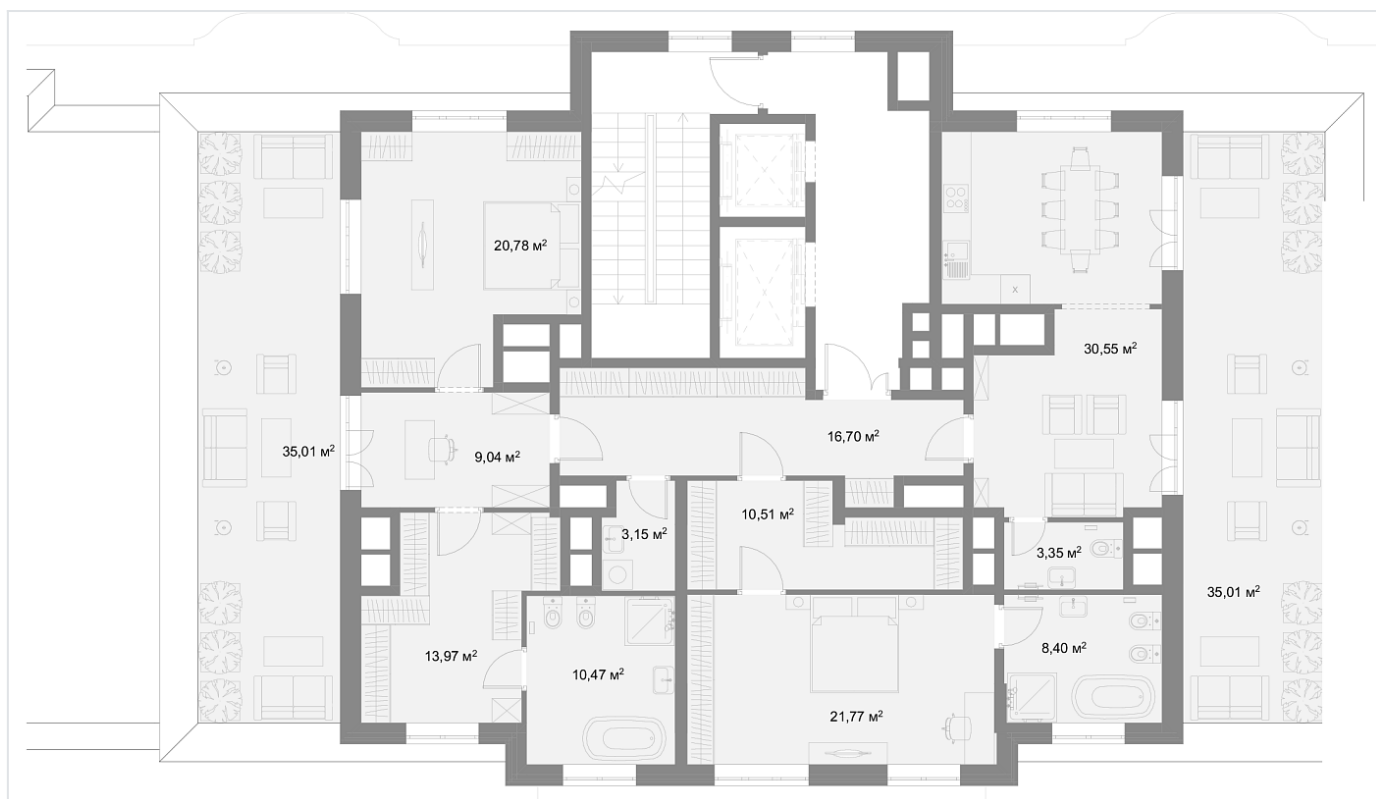 20,78 м²
30,55 м²
16,70 м²
35,01 м²
9,04 м²
10,51 м²
3,15 м²
3,35 м²
35,01 м²
8,40 м²
13,97 м²
10,47 м²
21,77 м²
x